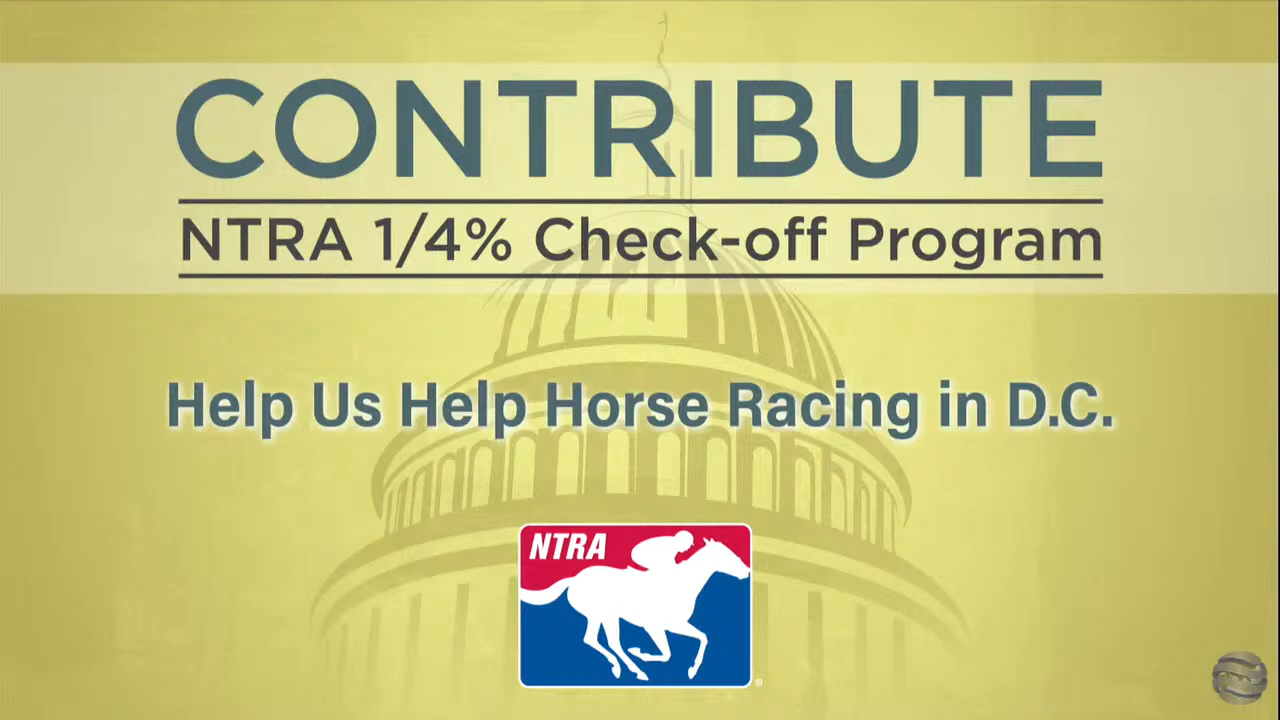 CONTRIBUTE
NTRA 1/4% Check-off Program
Help Us Help Horse Racing in D.C.
NTRA
®